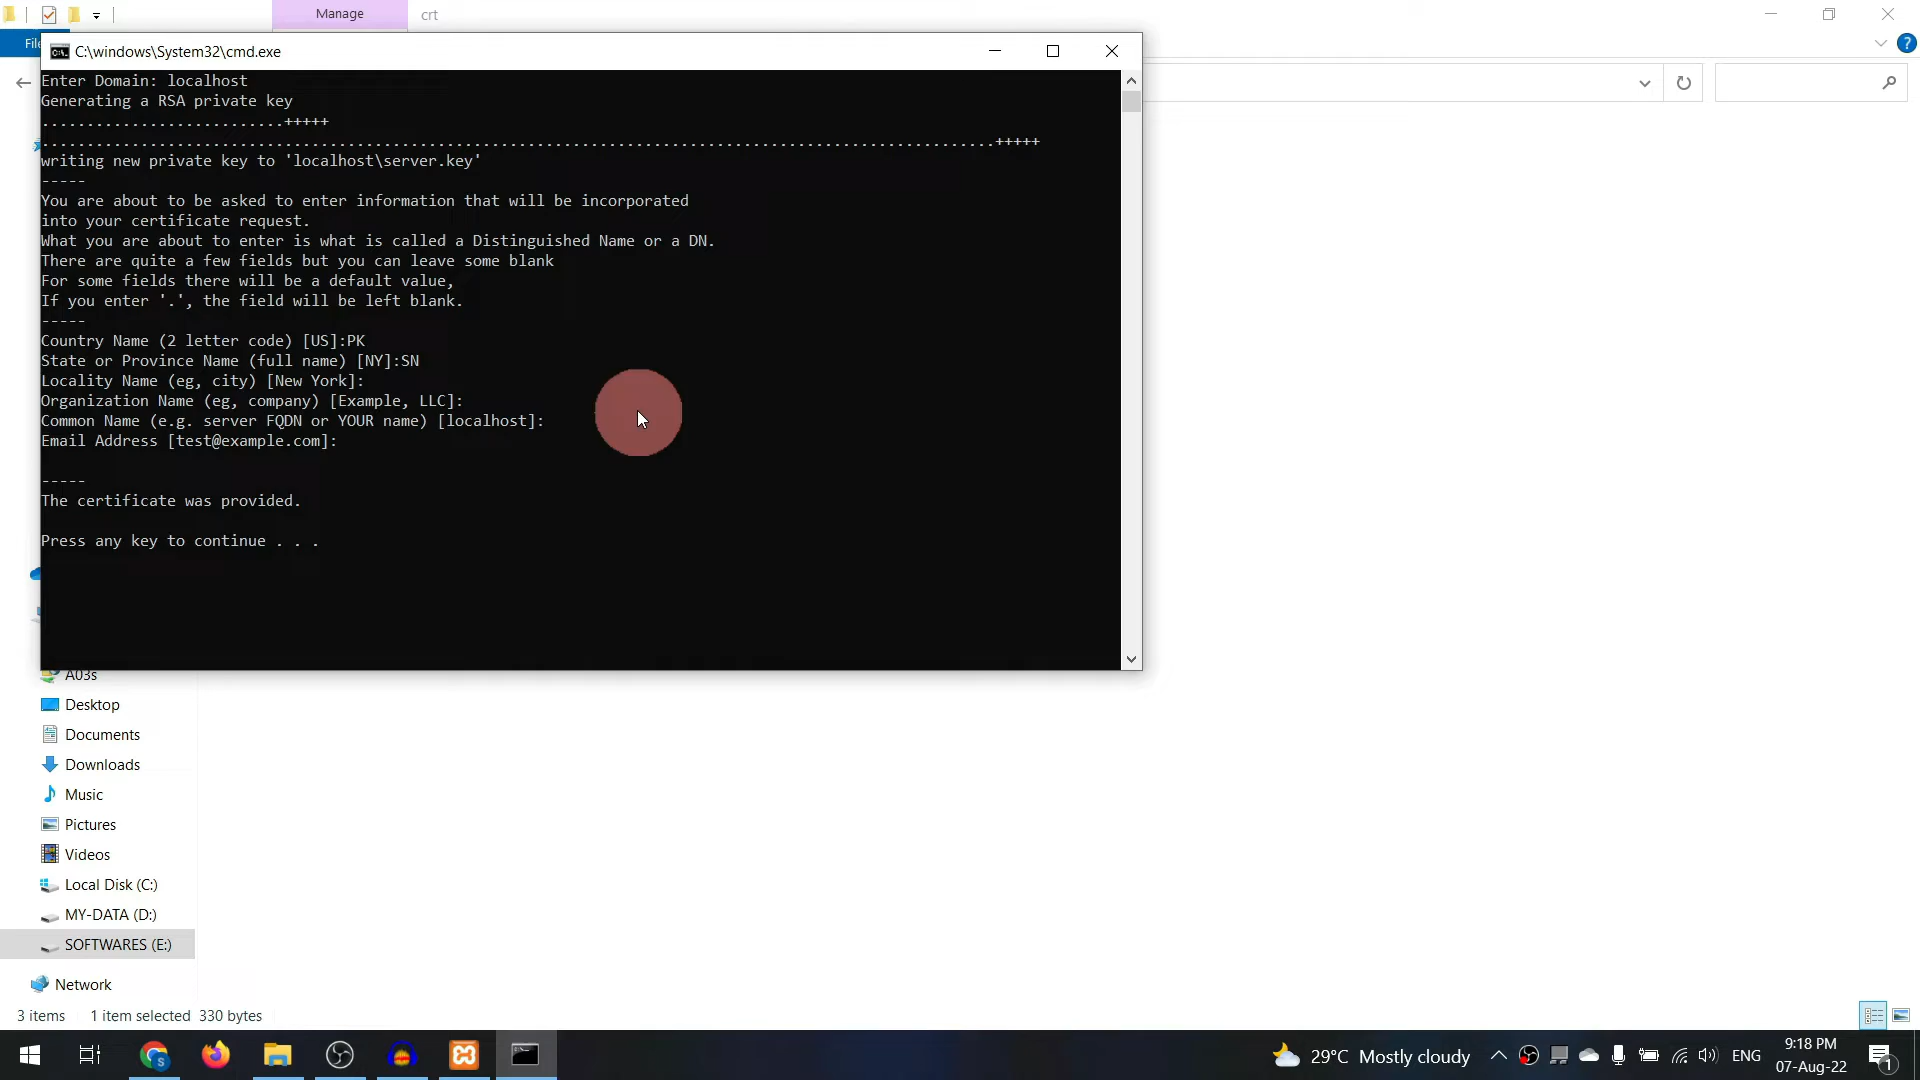 Manage
crt
File
C:\windows\System32\cmd.exe
Enter Domain: localhost
Generating a RSA private key
...........................+++++
..........................................................................................................+++++
writing new private key to 'localhost\server.key'
-----
You are about to be asked to enter information that will be incorporated
into your certificate request.
What you are about to enter is what is called a Distinguished Name or a DN.
There are quite a few fields but you can leave some blank
For some fields there will be a default value,
If you enter '.', the field will be left blank.
-----
Country Name (2 letter code) [US]:PK
State or Province Name (full name) [NY]:SN
Locality Name (eg, city) [New York]:
Organization Name (eg, company) [Example, LLC]:
Common Name (e.g. server FQDN or YOUR name) [localhost]:
Email Address [test@example.com]:
-----
The certificate was provided.
Press any key to continue . . .
A03s
Desktop
Documents
Downloads
Music
Pictures
Videos
Local Disk (C:)
MY-DATA (D:)
SOFTWARES (E:)
Network
3 items 1 item selected 330 bytes
29°C Mostly cloudy
ENG
9:18 PM
07-Aug-22
1